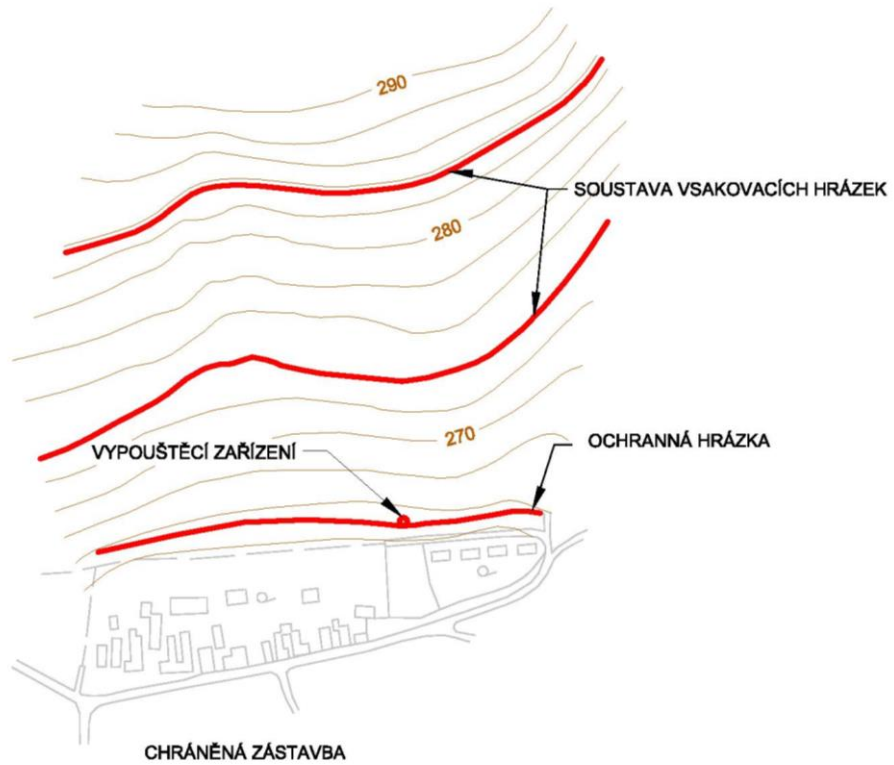 290
SOUSTAVA VSAKOVACÍCH HRÁZEK
280
270
OCHRANNÁ HRÁZKA
VYPOUŠTĚCÍ ZAŘÍZENÍ
CHRÁNĚNÁ ZÁSTAVBA